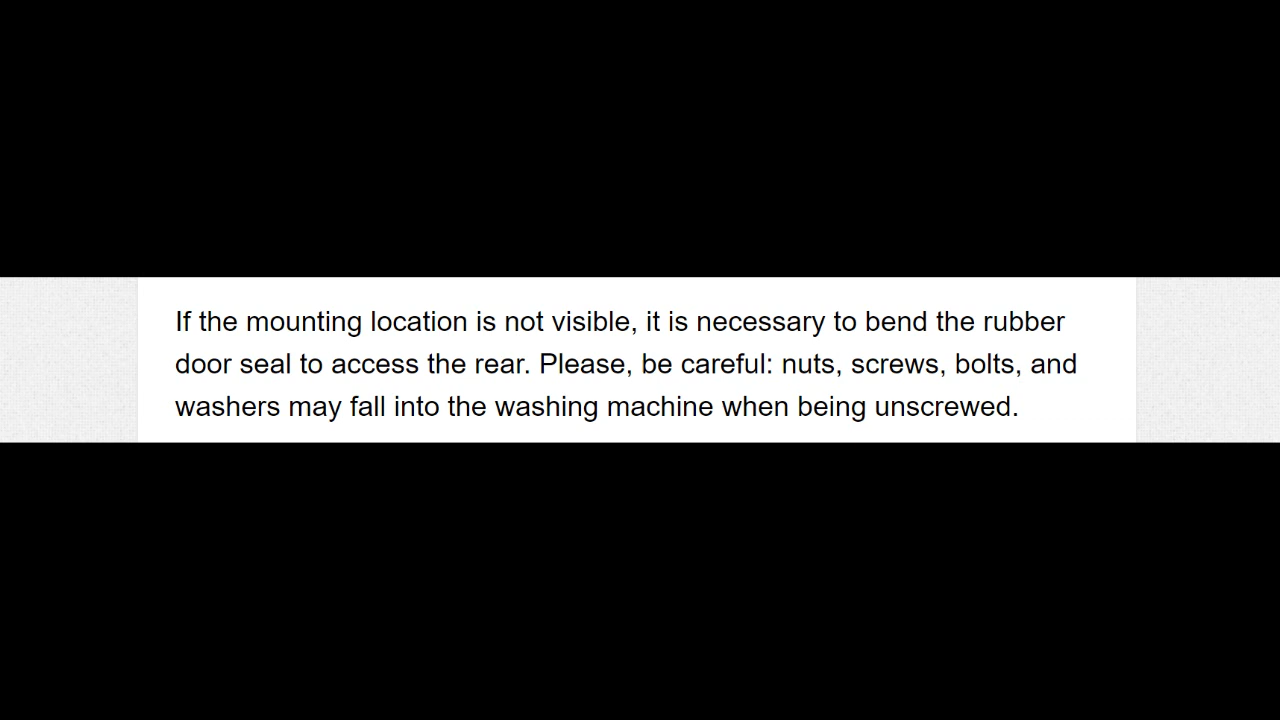 If the mounting location is not visible, it is necessary to bend the rubber
door seal to access the rear. Please, be careful: nuts, screws, bolts, and
washers may fall into the washing machine when being unscrewed.